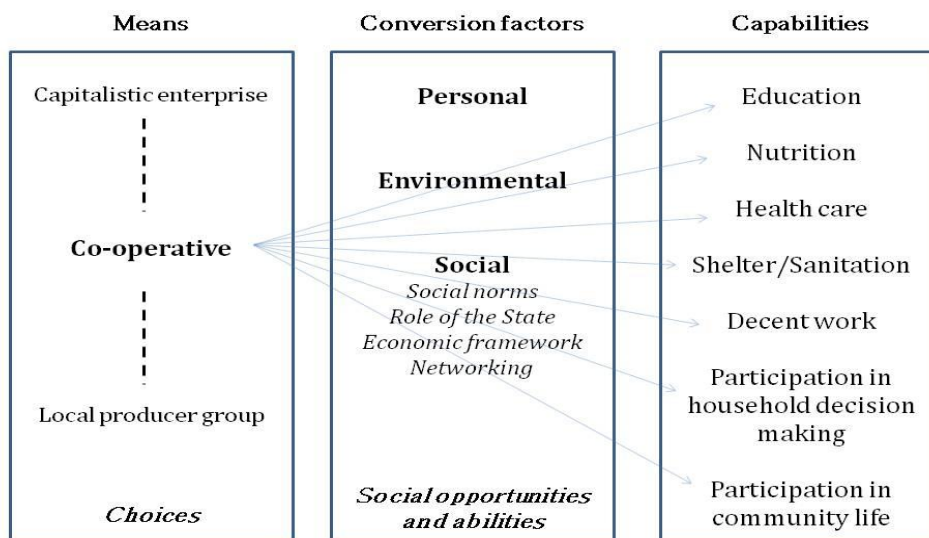 Means
Capitalistic enterprise
Co-operative
Local producer group
Choices
Conversion factors
Personal
Environmental
Social
Social norms
Role of the State
Economic framework
Networking
Social opportunities
and abilities
Capabilities
Education
Nutrition
Health care
Shelter/Sanitation
Decent work
Participation in
household decision
making
Participation in
community life